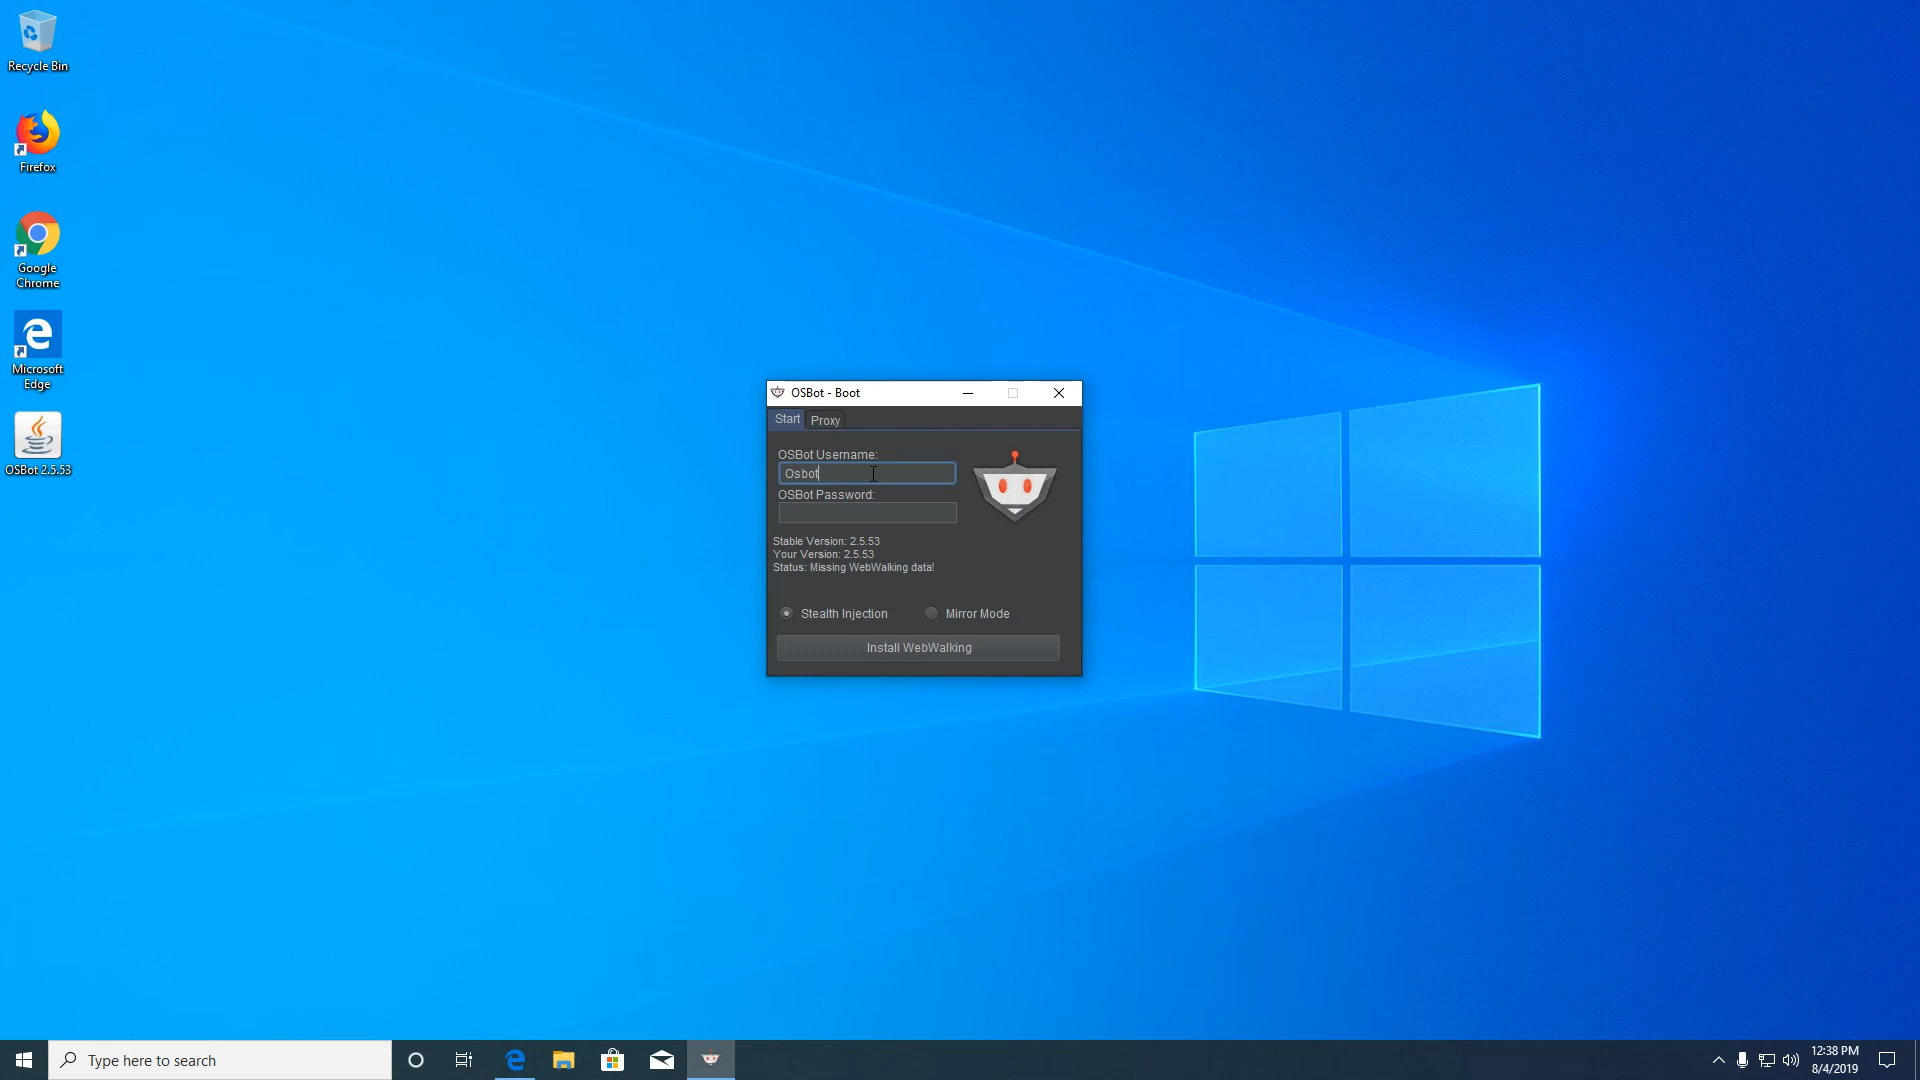 Recycle Bin
Firefox
Google
Chrome
Microsoft
Edge
OSBot 2.5.53
OSBot - Boot
Start
Proxy
OSBot Username:
Osbot
OSBot Password:
Stable Version: 2.5.53
Your Version: 2.5.53
Status: Missing WebWalking data!
Stealth Injection
Mirror Mode
Install WebWalking
Type here to search
12:38 PM
8/4/2019